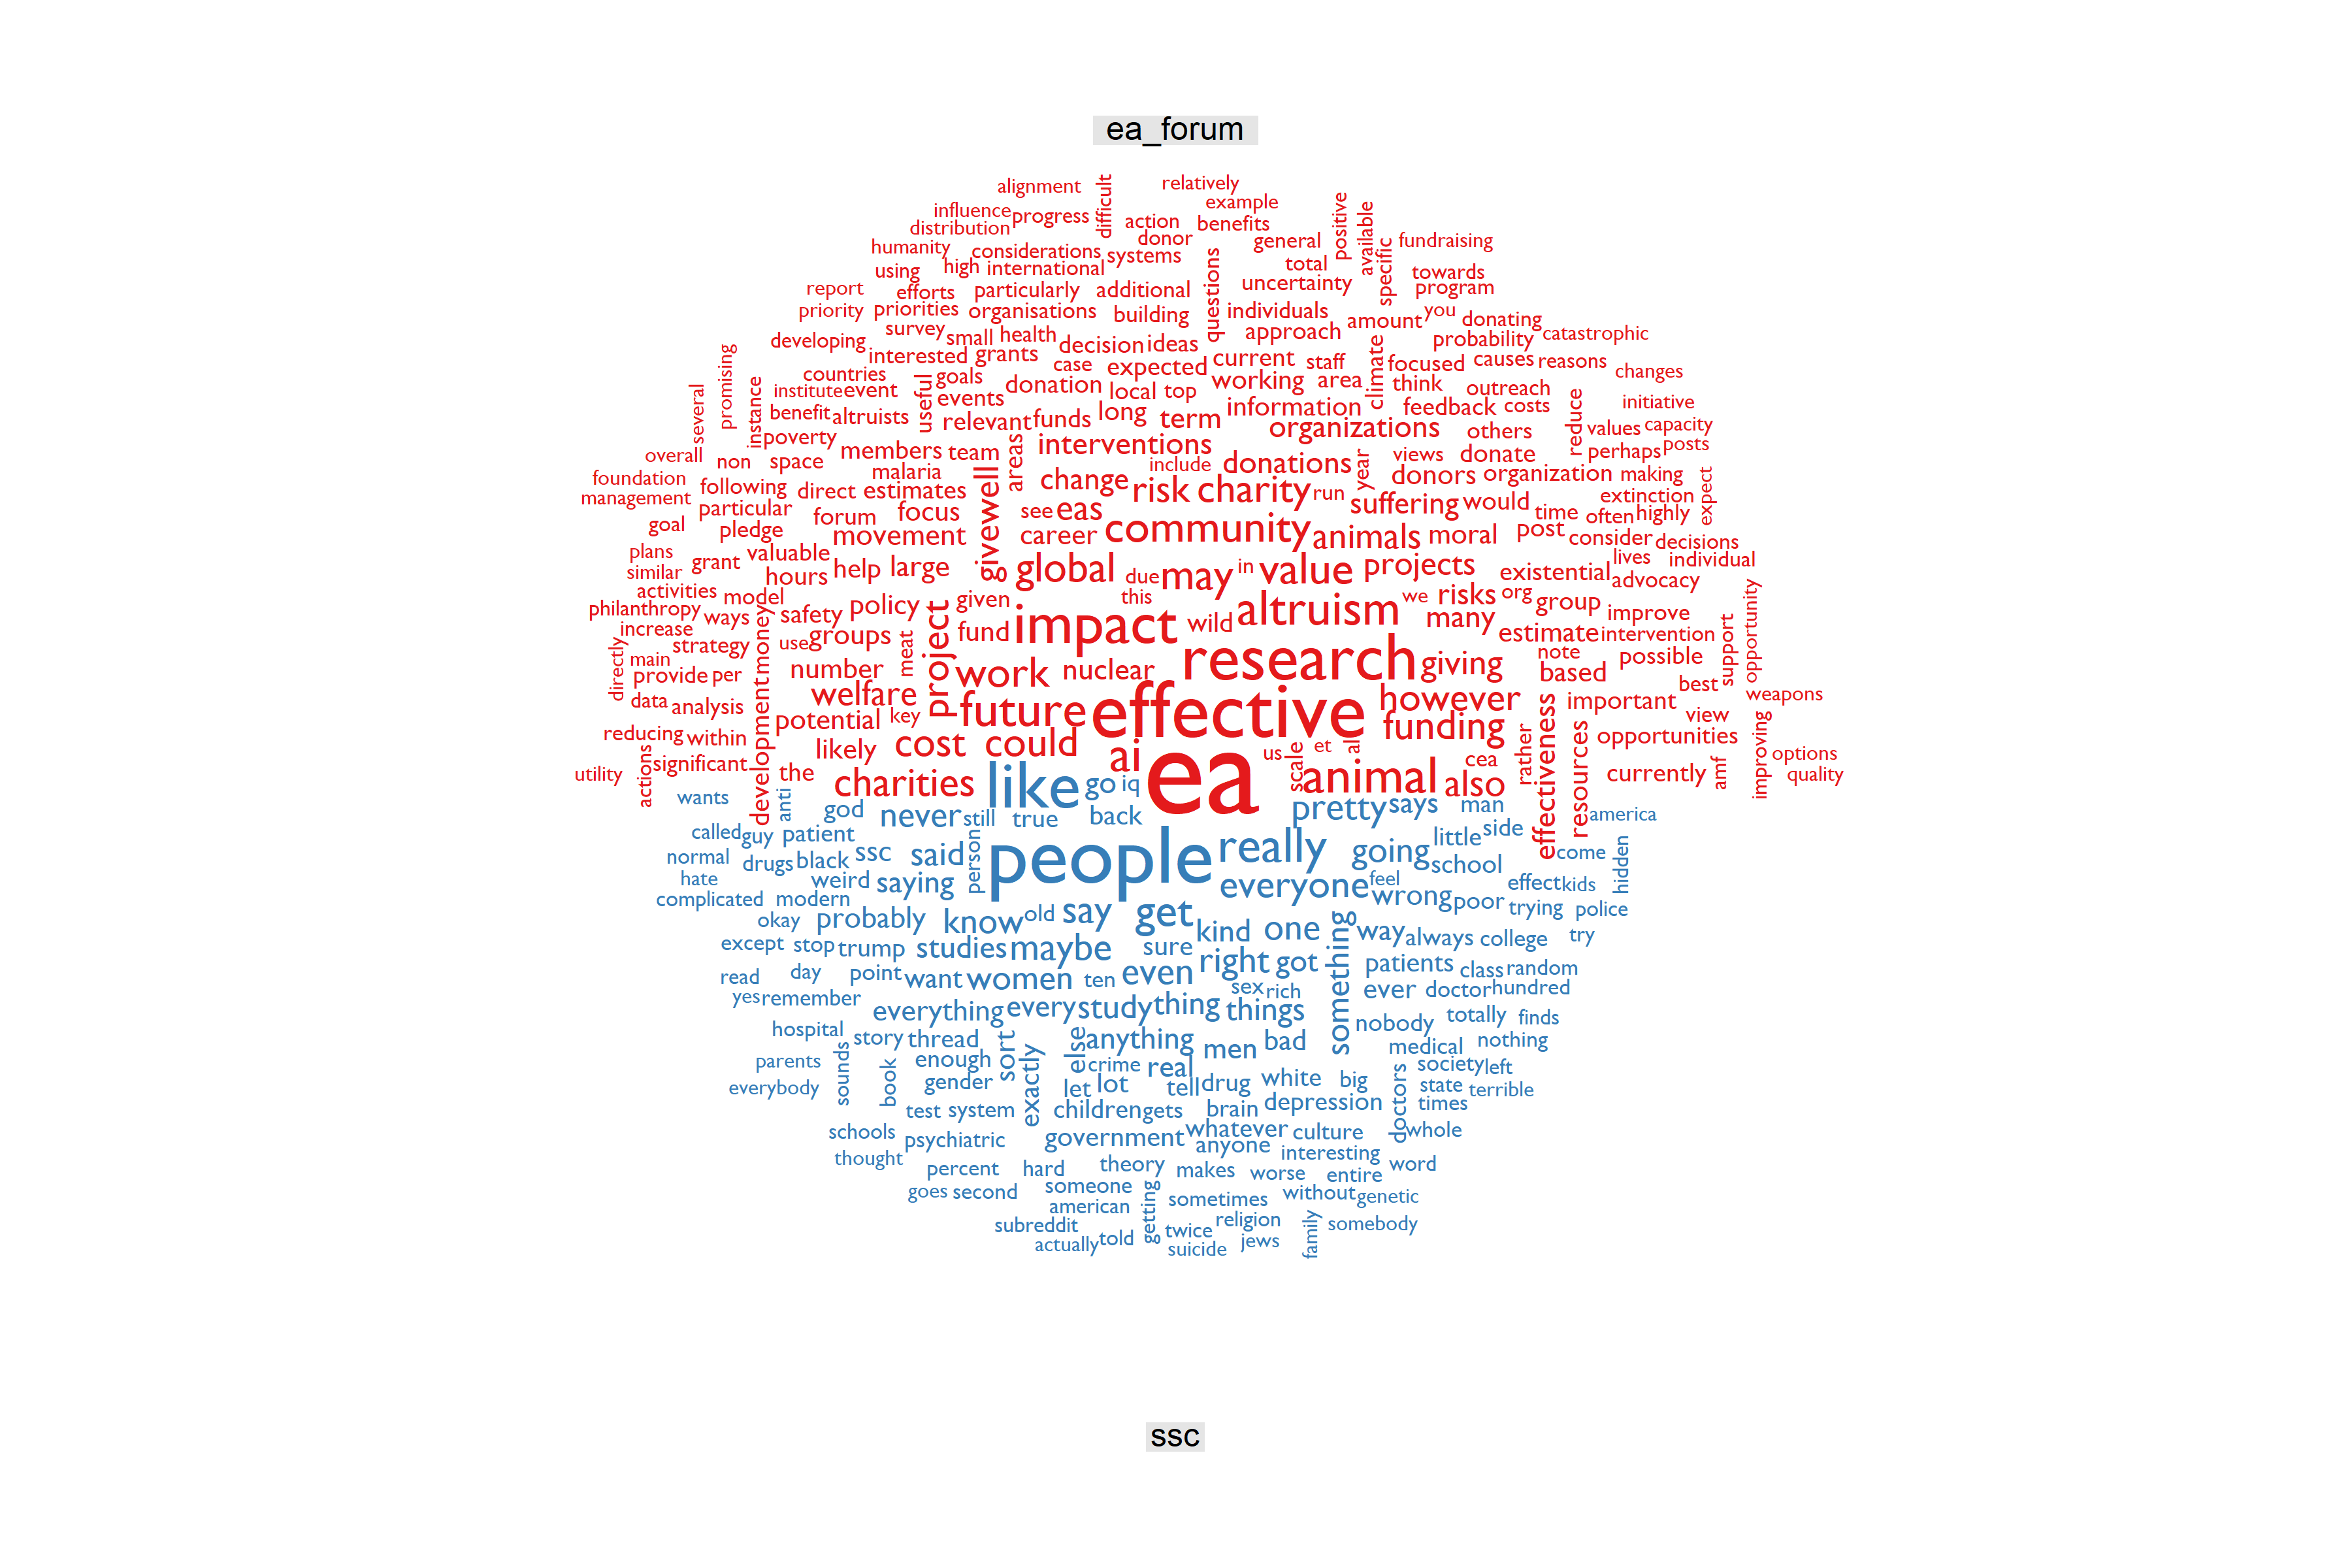 ea_forum
alignment difficult relatively
influence progress example
distribution action benefits positive available
humanity considerations donor general specific fundraising
using high international systems questions total towards
report efforts particularly additional uncertainty program
priority priorities organisations building individuals amount you donating
developing survey small health decision ideas approach probability catastrophic
promising interested grants case expected current staff climate focused causes reasons
countries goals changes
several instance institute event useful events donation local top working area think outreach
benefit altruists relevant funds long term information feedback costs reduce initiative
poverty areas interventions organizations others values capacity
overall non space members team include donations year views donate perhaps posts
foundation malaria givewell change risk charity run donors organization making
management following direct estimates suffering would extinction expect
particular forum focus see eas time often highly
goal pledge movement career community animals moral post consider decisions
plans grant valuable lives individual
similar hours help large global due may in value projects existential advocacy
activities model this opportunity
philanthropy ways safety policy given altruism we risks org group improve
increase project fund impact wild many
directly strategy money use groups meat estimate intervention support
main number work nuclear research giving note possible
provide per based best
data analysis development welfare future effective however effectiveness important weapons
potential key view
reducing within likely cost could ai funding rather resources opportunities improving
us et al cea options
utility actions significant the charities ea scale animal also currently amf quality
wants anti god like go iq pretty says man america
never still true back
called guy patient little side
normal drugs black ssc said person people really going school come hidden
hate weird saying everyone feel effect kids
complicated modern wrong poor
okay probably know old say get trying police
except stop trump studies maybe sure kind one something way always college try
read day point want women ten even right got patients class random
yes remember sex rich ever doctor hundred
everything every study thing things
hospital nobody totally finds
story thread sort else anything men bad medical nothing
parents sounds book enough exactly crime real society left
everybody gender let lot tell drug white big doctors state terrible
test system children gets brain depression times
schools psychiatric government whatever culture whole
thought anyone interesting
percent hard theory makes worse entire word
goes second someone getting sometimes without genetic
american
subreddit twice religion family somebody
actually told suicide jews
ssc